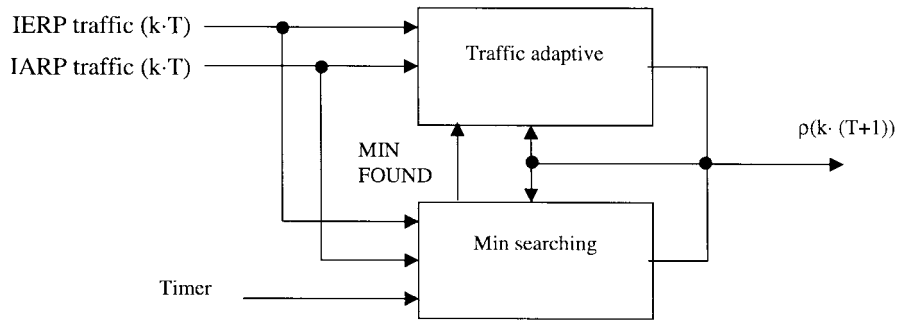 IERP traffic (k·T)
IARP traffic (k·T)
Traffic adaptive
ρ(k· (T+1))
MIN
FOUND
Min searching
Timer